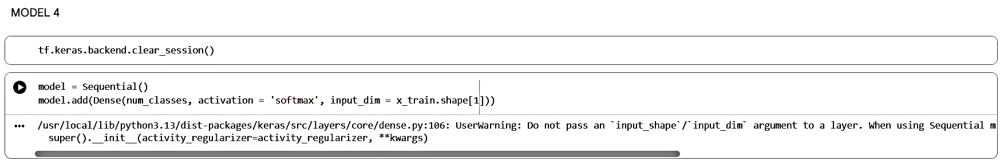 MODEL 4
tf.keras.backend.clear_session()
model = Sequential()
model.add(Dense(num_classes, activation = 'softmax', input_dim = x_train.shape[1]))
/usr/local/lib/python3.13/dist-packages/keras/src/layers/core/dense.py:106: UserWarning: Do not pass an `input_shape`/`input_dim` argument to a layer. When using Sequential m
super().__init__(activity_regularizer=activity_regularizer, **kwargs)